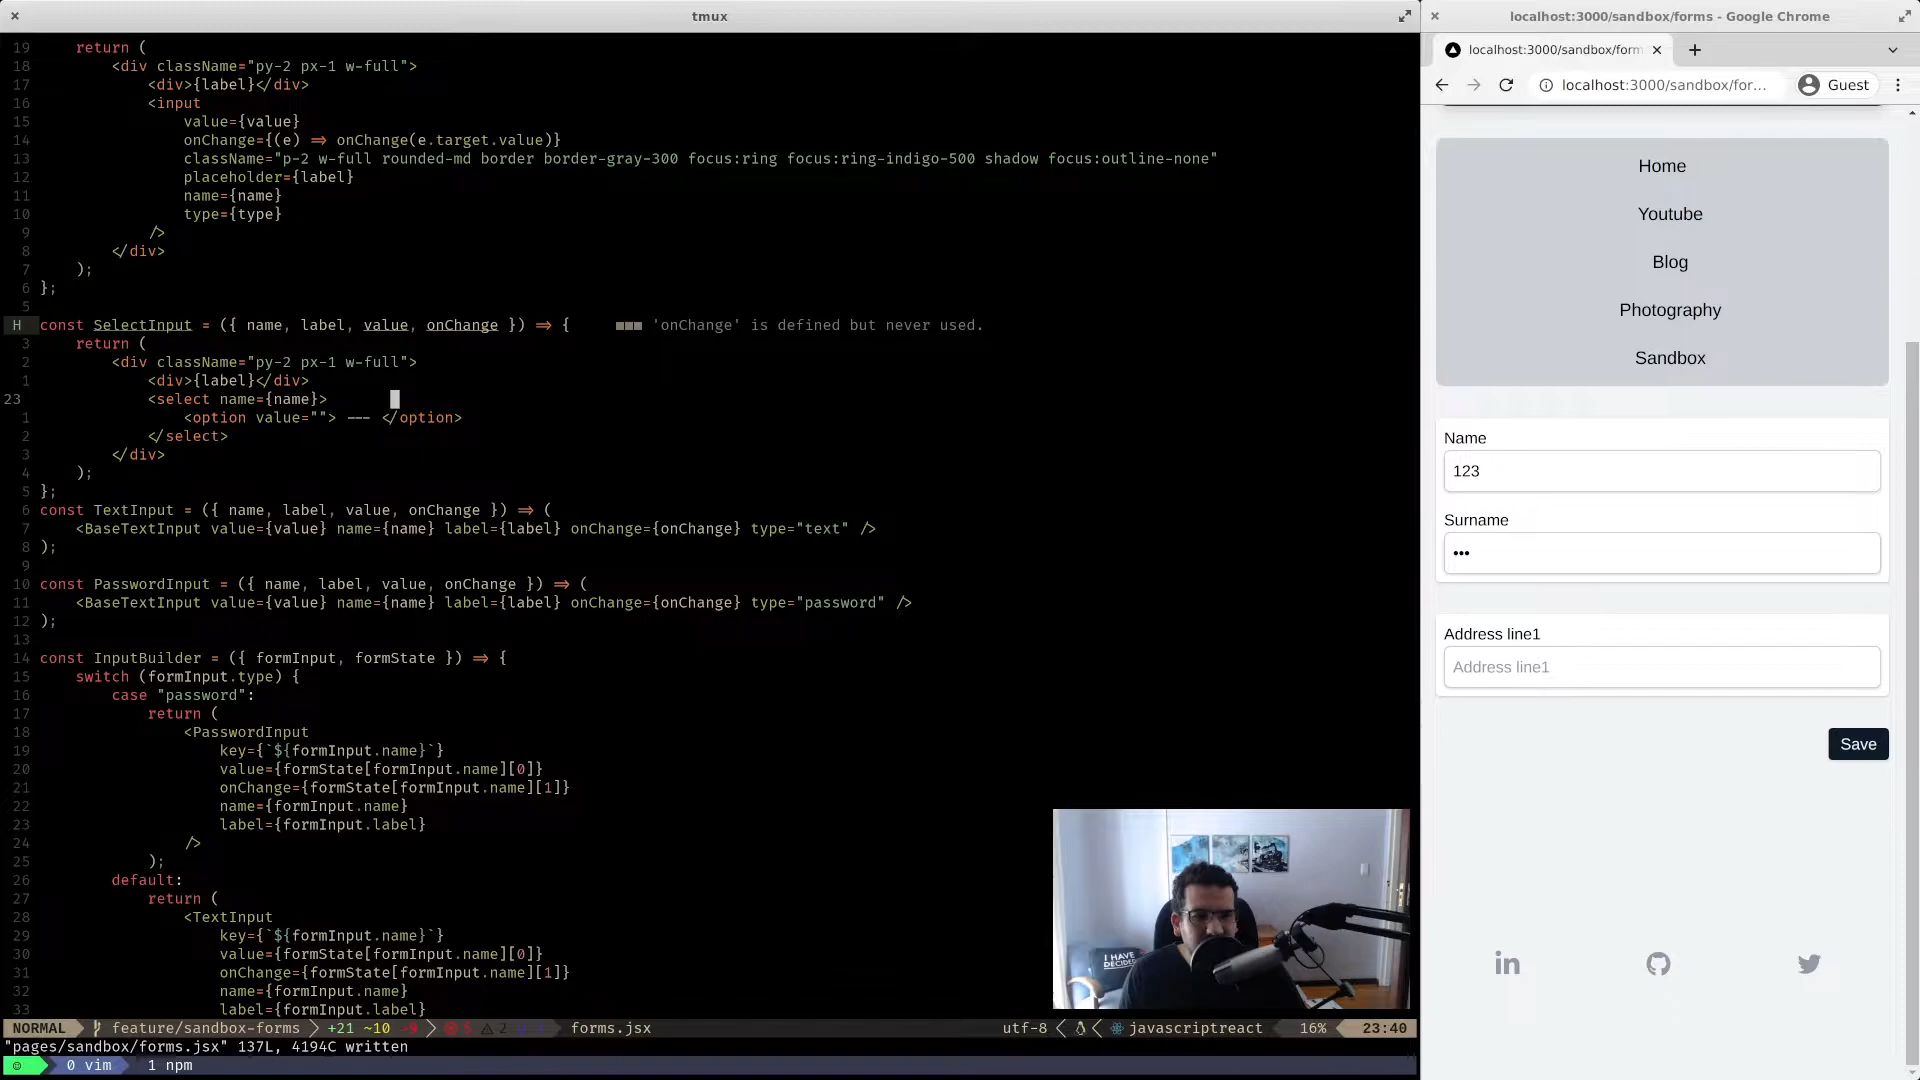 tmux
19 return (
18 <div className="py-2 px-1 w-full">
17 <div>{label}</div>
16 <input
15 value={value}
14 onChange={(e) => onChange(e.target.value)}
13 className="p-2 w-full rounded-md border border-gray-300 focus:ring focus:ring-indigo-500 shadow focus:outline-none"
12 placeholder={label}
11 name={name}
10 type={type}
9 />
8 </div>
7 );
6 };
5
H const SelectInput = ({ name, label, value, onChange }) => { ■■■ 'onChange' is defined but never used.
3 return (
2 <div className="py-2 px-1 w-full">
1 <div>{label}</div>
23 <select name={name}>
1 <option value=""> --- </option>
2 </select>
3 </div>
4 );
5 };
6 const TextInput = ({ name, label, value, onChange }) => (
7 <BaseTextInput value={value} name={name} label={label} onChange={onChange} type="text" />
8 );
9
10 const PasswordInput = ({ name, label, value, onChange }) => (
11 <BaseTextInput value={value} name={name} label={label} onChange={onChange} type="password" />
12 );
13
14 const InputBuilder = ({ formInput, formState }) => {
15 switch (formInput.type) {
16 case "password":
17 return (
18 <PasswordInput
19 key={`${formInput.name}`}
20 value={formState[formInput.name][0]}
21 onChange={formState[formInput.name][1]}
22 name={formInput.name}
23 label={formInput.label}
24 />
25 );
26 default:
27 return (
28 <TextInput
29 key={`${formInput.name}`}
30 value={formState[formInput.name][0]}
31 onChange={formState[formInput.name][1]}
32 name={formInput.name}
33 label={formInput.label}
NORMAL feature/sandbox-forms +21 ~10 -9 5 2 forms.jsx utf-8 javascriptreact 16% 23:40
"pages/sandbox/forms.jsx" 137L, 4194C written
0 vim 1 npm
I HAVE
DECIDED
localhost:3000/sandbox/forms - Google Chrome
localhost:3000/sandbox/form
localhost:3000/sandbox/for... Guest
Home
Youtube
Blog
Photography
Sandbox
Name
123
Surname
•••
Address line1
Address line1
Save
in